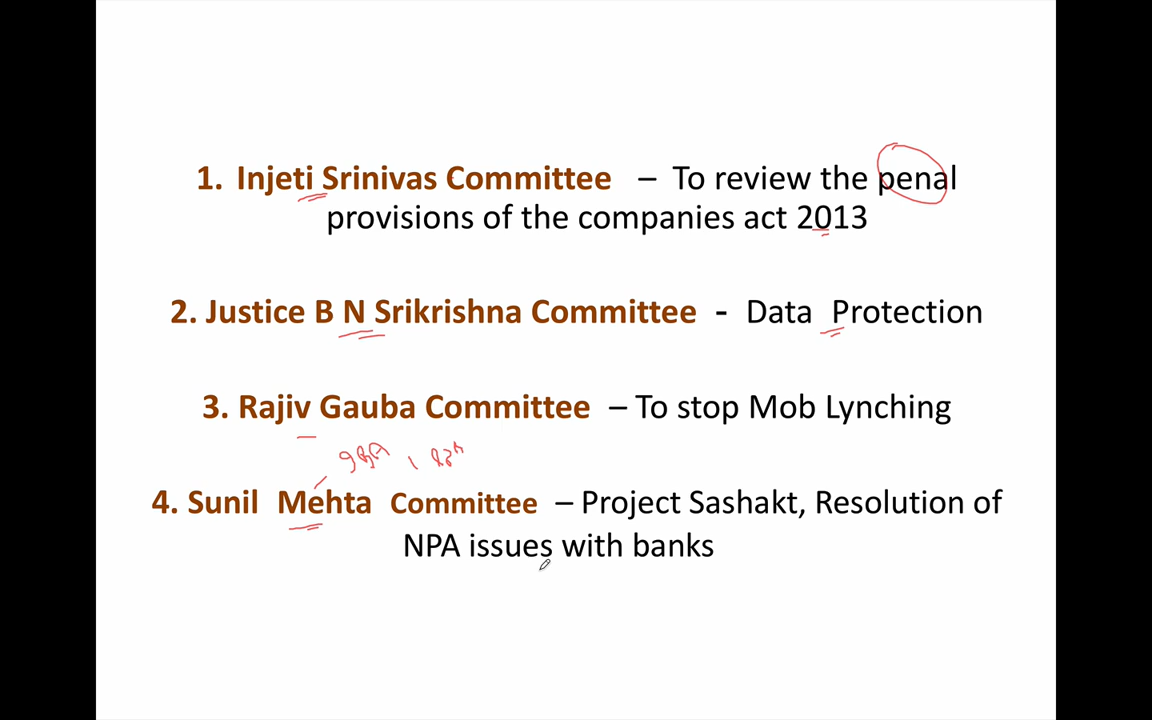 1. Injeti Srinivas Committee – To review the penal
provisions of the companies act 2013
2. Justice B N Srikrishna Committee - Data Protection
3. Rajiv Gauba Committee – To stop Mob Lynching
4. Sunil Mehta Committee – Project Sashakt, Resolution of
NPA issues with banks